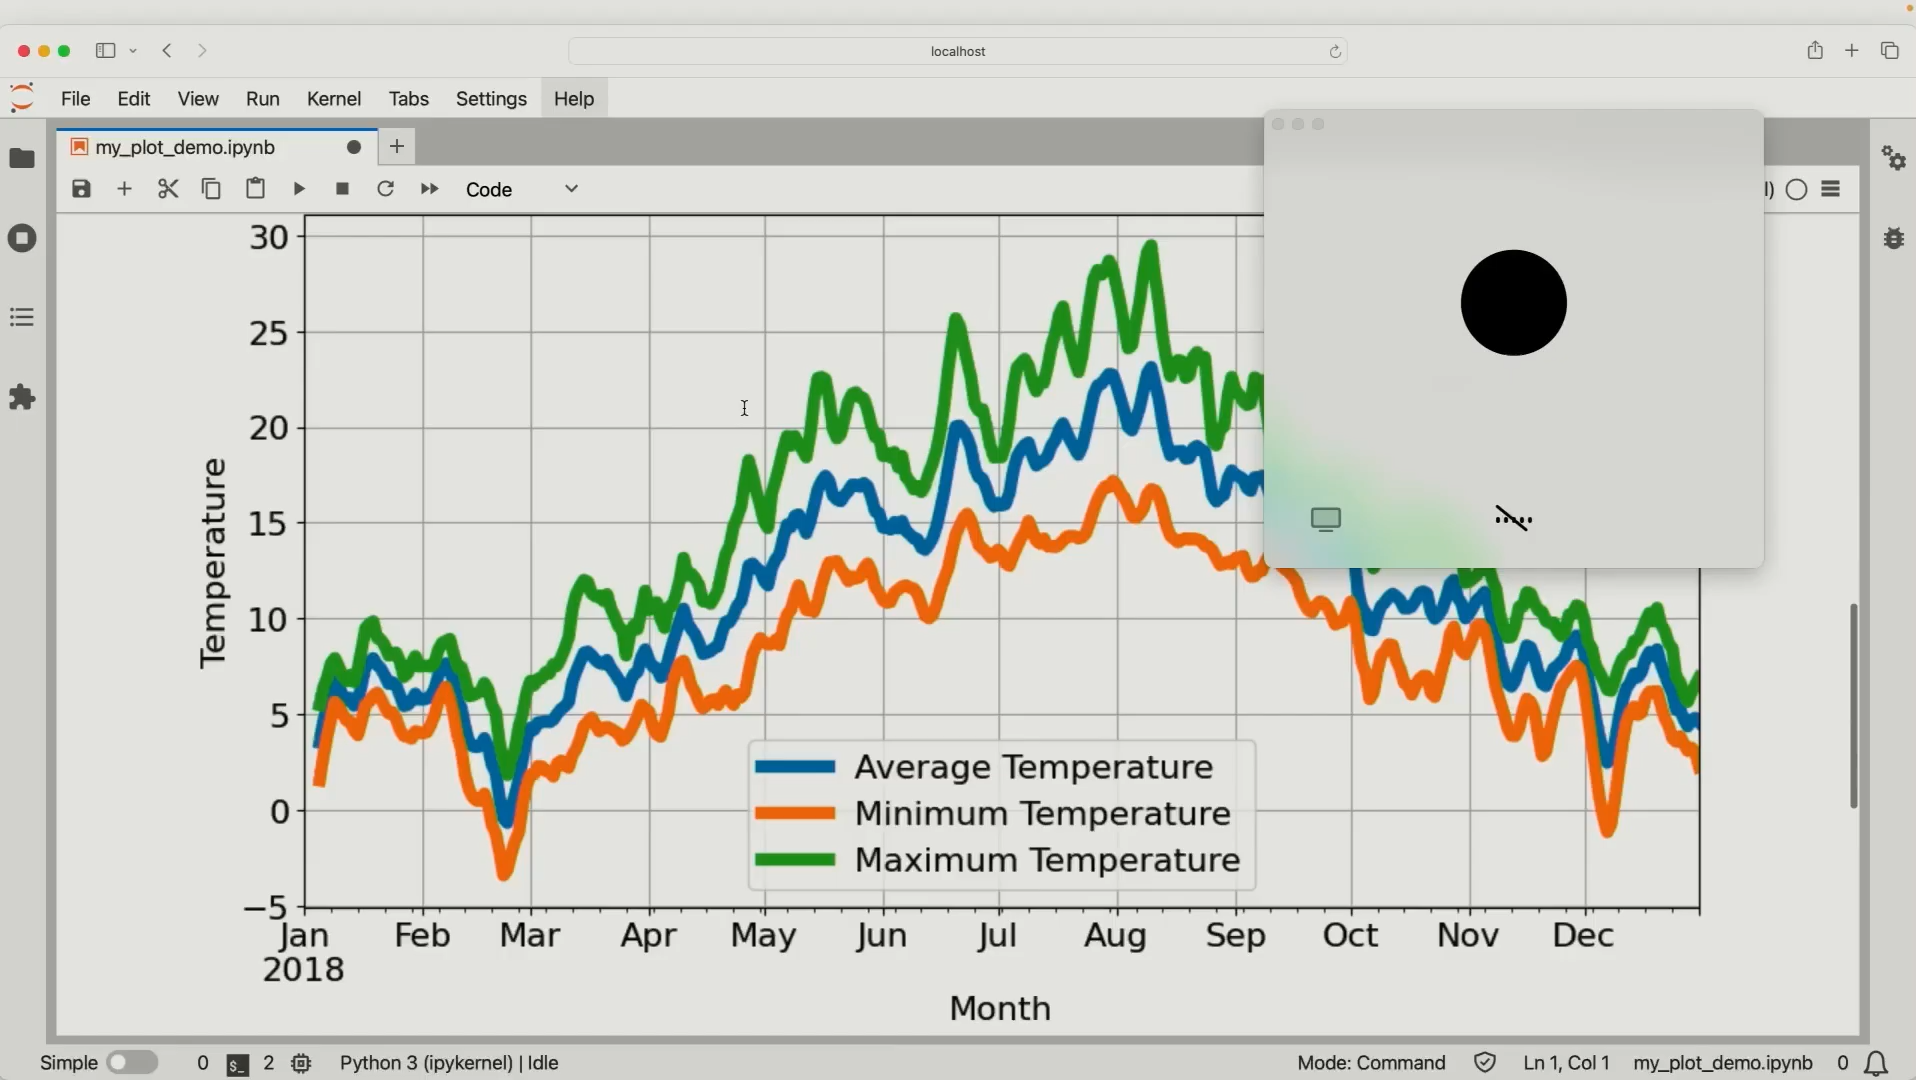 localhost
File Edit View Run Kernel Tabs Settings Help
my_plot_demo.ipynb
Code
30
25
20
15
10
5
0
−5
Temperature
Average Temperature
Minimum Temperature
Maximum Temperature
Jan Feb Mar Apr May Jun Jul Aug Sep Oct Nov Dec
2018
Month
Simple 0 $_ 2 Python 3 (ipykernel) | Idle Mode: Command Ln 1, Col 1 my_plot_demo.ipynb 0